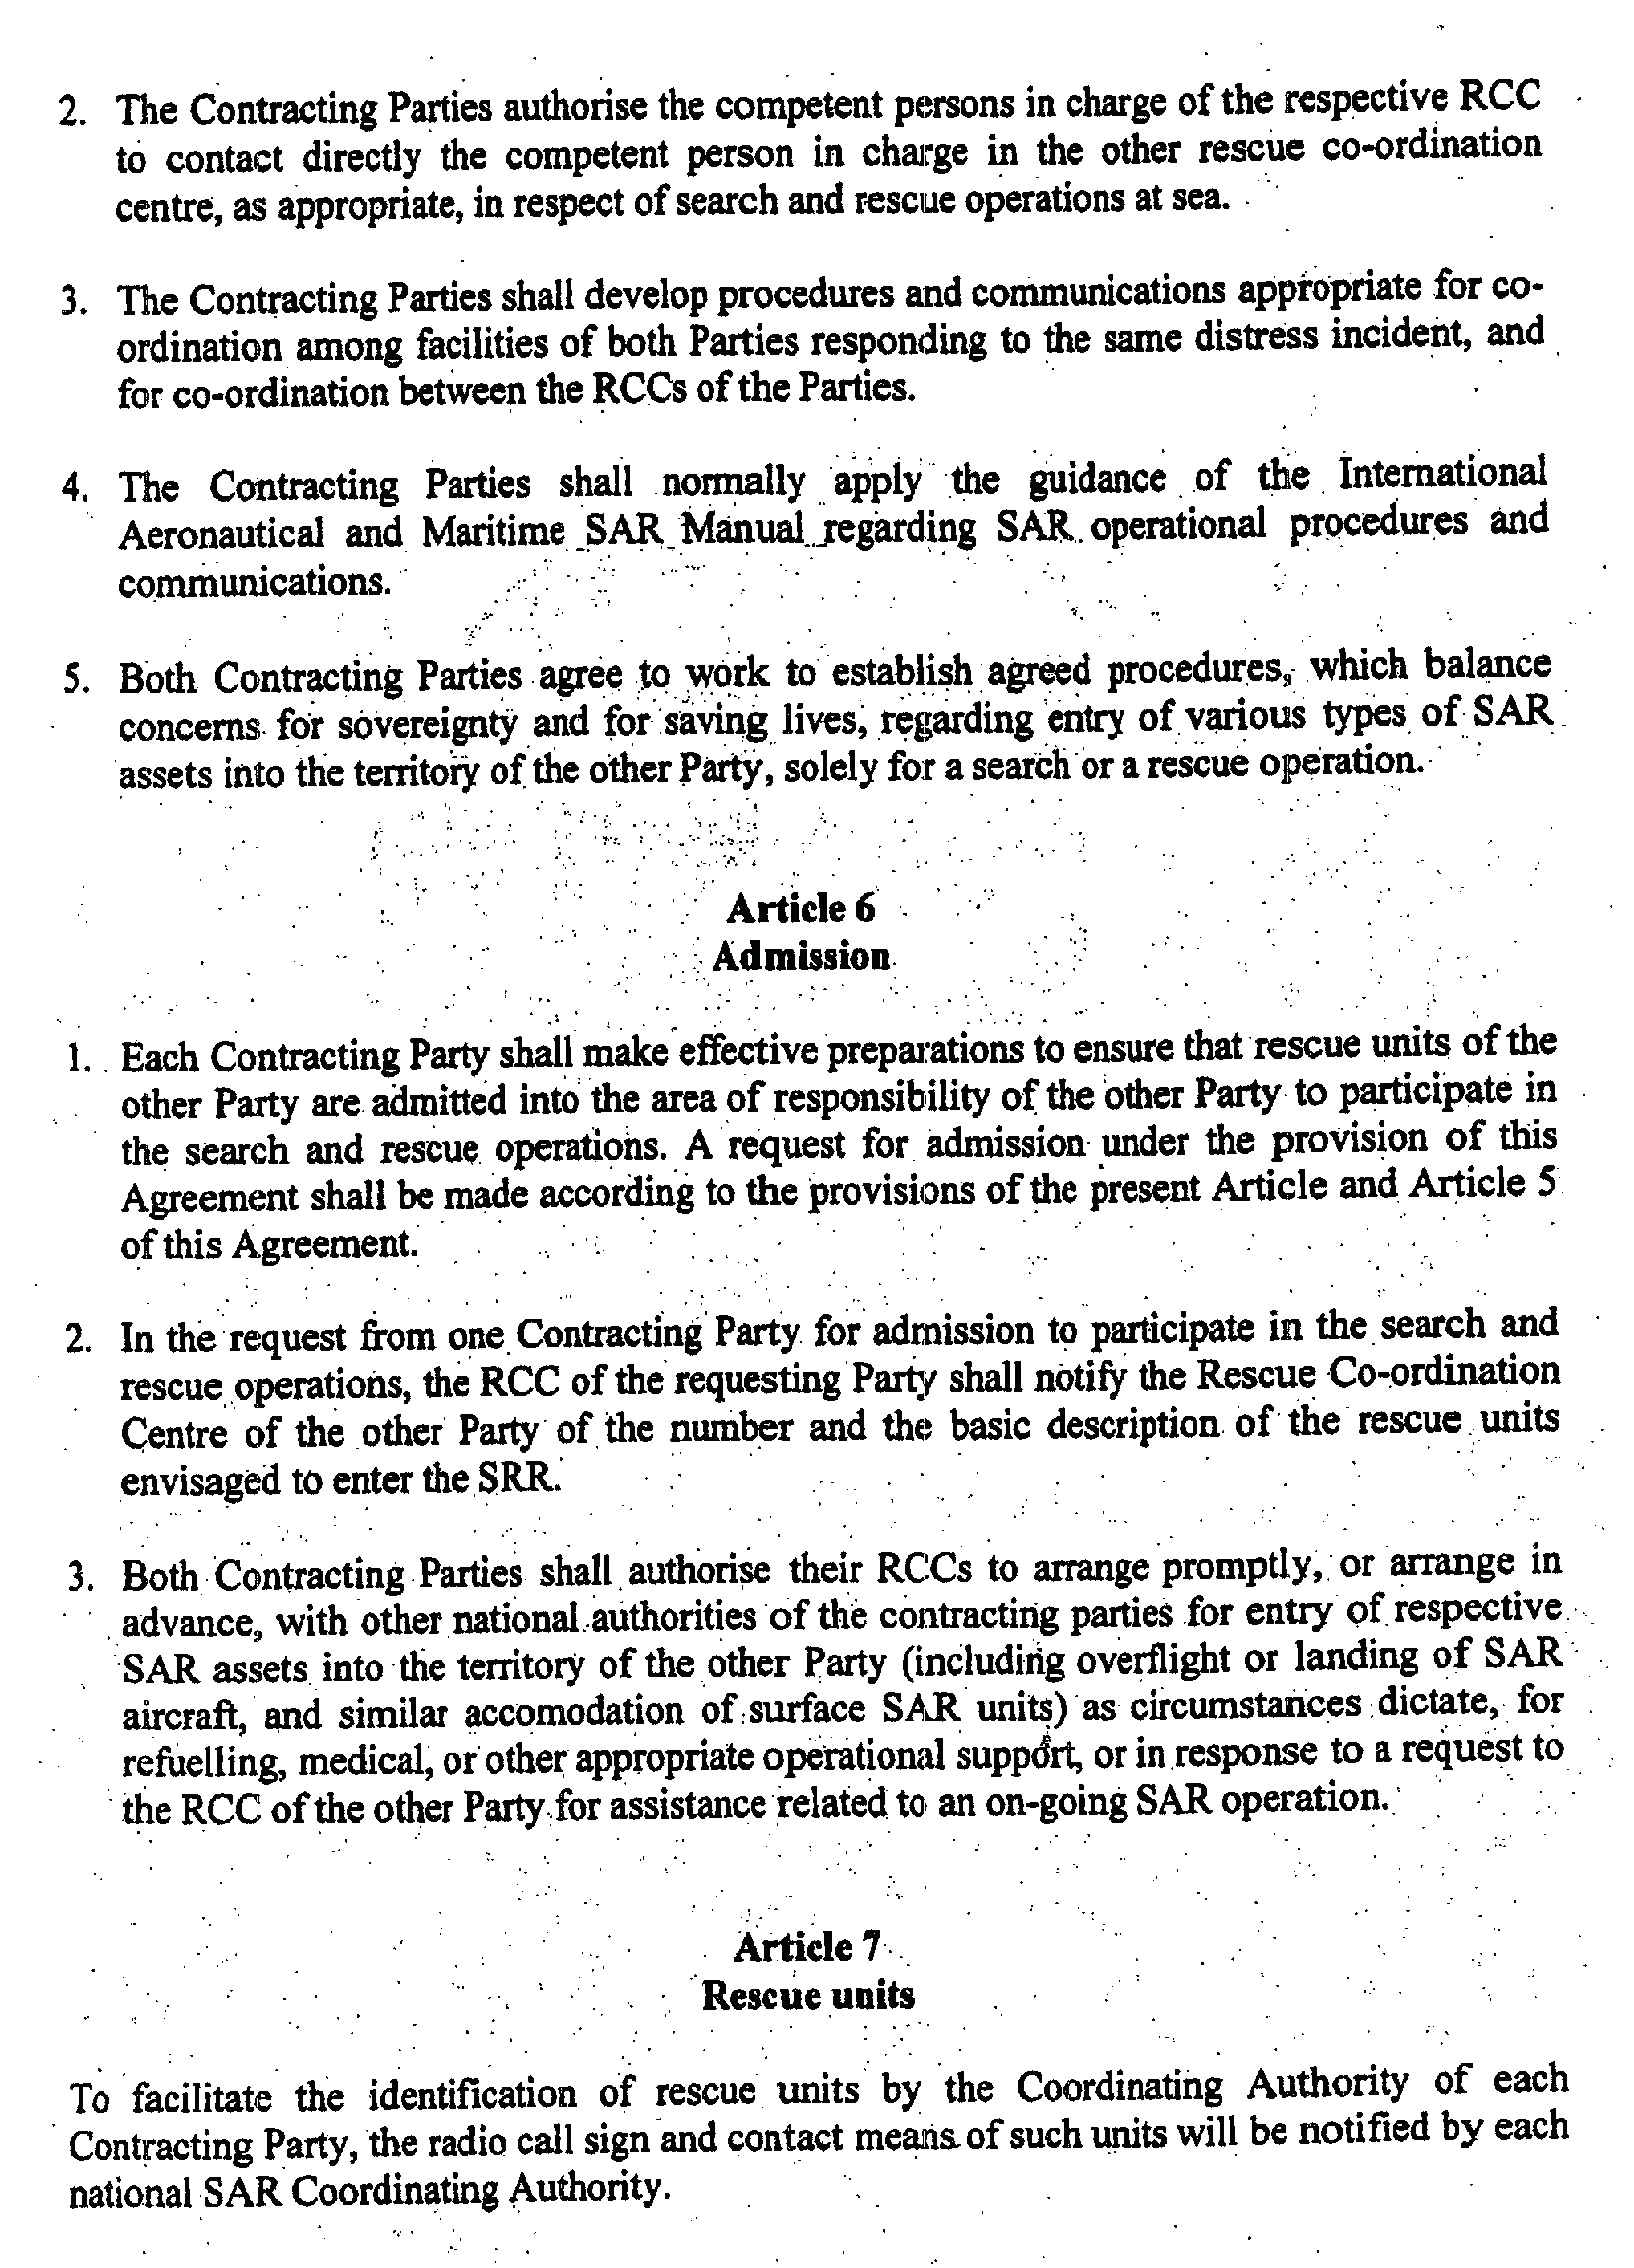 2. The Contracting Parties authorise the competent persons in charge of the respective RCC
to contact directly the competent person in charge in the other rescue co-ordination
centre, as appropriate, in respect of search and rescue operations at sea.
3. The Contracting Parties shall develop procedures and communications appropriate for co-
ordination among facilities of both Parties responding to the same distress incident, and
for co-ordination between the RCCs of the Parties.
4. The Contracting Parties shall normally apply the guidance of the International
Aeronautical and Maritime SAR Manual regarding SAR operational procedures and
communications.
5. Both Contracting Parties agree to work to establish agreed procedures, which balance
concerns for sovereignty and for saving lives, regarding entry of various types of SAR
assets into the territory of the other Party, solely for a search or a rescue operation.
Article 6
Admission
1. Each Contracting Party shall make effective preparations to ensure that rescue units of the
other Party are admitted into the area of responsibility of the other Party to participate in
the search and rescue operations. A request for admission under the provision of this
Agreement shall be made according to the provisions of the present Article and Article 5
of this Agreement.
2. In the request from one Contracting Party for admission to participate in the search and
rescue operations, the RCC of the requesting Party shall notify the Rescue Co-ordination
Centre of the other Party of the number and the basic description of the rescue units
envisaged to enter the SRR.
3. Both Contracting Parties shall authorise their RCCs to arrange promptly, or arrange in
advance, with other national authorities of the contracting parties for entry of respective
SAR assets into the territory of the other Party (including overflight or landing of SAR
aircraft, and similar accomodation of surface SAR units) as circumstances dictate, for
refuelling, medical, or other appropriate operational support, or in response to a request to
the RCC of the other Party for assistance related to an on-going SAR operation.
Article 7
Rescue units
To facilitate the identification of rescue units by the Coordinating Authority of each
Contracting Party, the radio call sign and contact means of such units will be notified by each
national SAR Coordinating Authority.